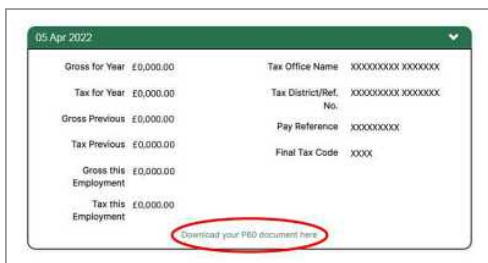 05 Apr 2022
Gross for Year £0,000.00
Tax for Year £0,000.00
Gross Previous £0,000.00
Tax Previous £0,000.00
Gross this
Employment £0,000.00
Tax this
Employment £0,000.00
Tax Office Name XXXXXXXXX XXXXXXX
Tax District/Ref.
No. XXXXXXXXX XXXXXXX
Pay Reference XXXXXXXXX
Final Tax Code XXXX
Download your P60 document here